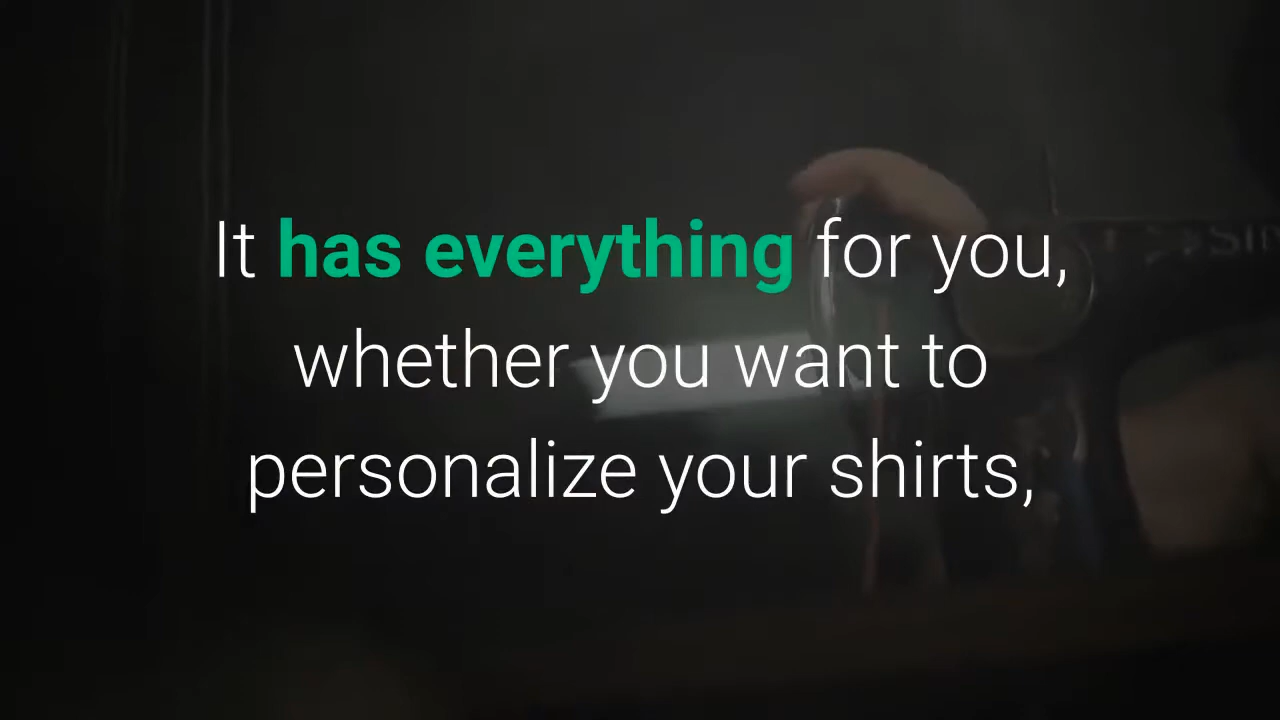 It has everything for you,
whether you want to
personalize your shirts,